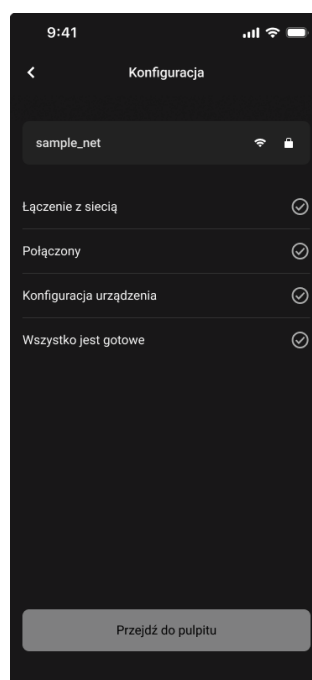 9:41
Konfiguracja
sample_net
Łączenie z siecią
Połączony
Konfiguracja urządzenia
Wszystko jest gotowe
Przejdź do pulpitu